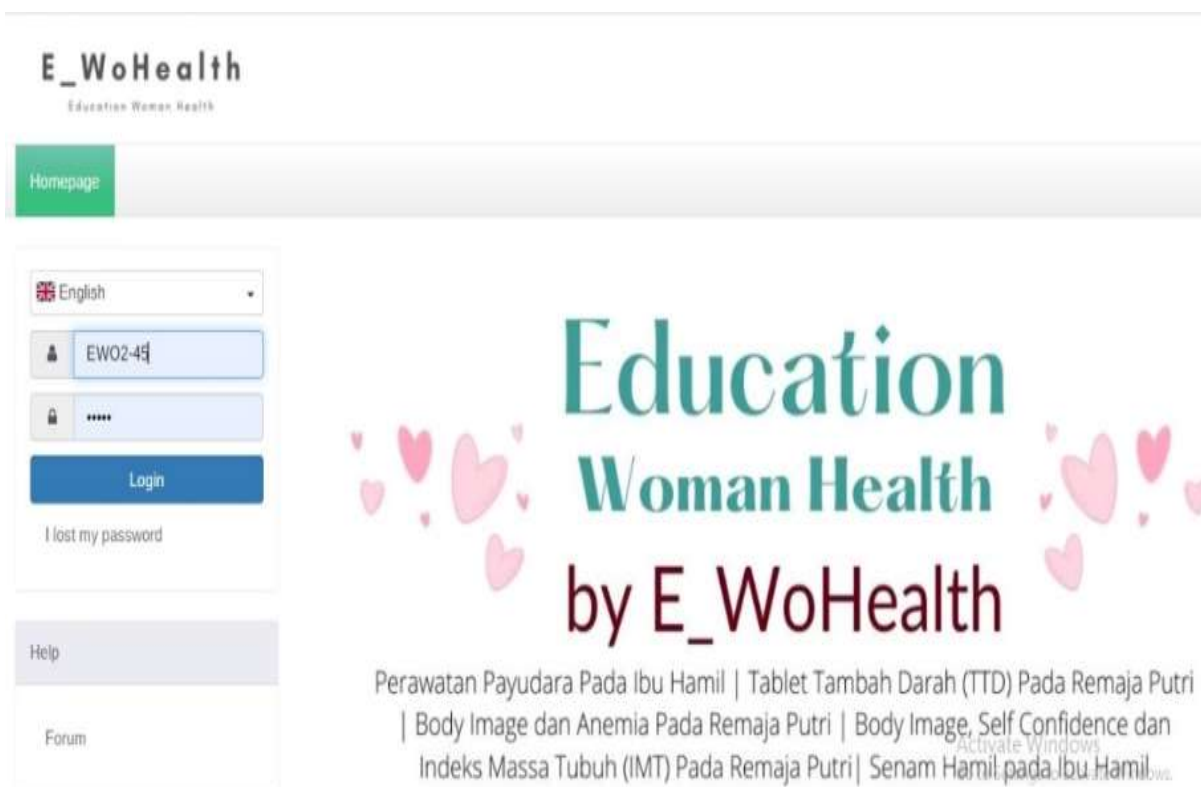 E_WoHealth
Education Woman Health
Homepage
English
EWO2-45
•••••
Login
I lost my password
Help
Forum
Education
Woman Health
by E_WoHealth
Perawatan Payudara Pada Ibu Hamil | Tablet Tambah Darah (TTD) Pada Remaja Putri
| Body Image dan Anemia Pada Remaja Putri | Body Image, Self Confidence dan
Indeks Massa Tubuh (IMT) Pada Remaja Putri| Senam Hamil pada Ibu Hamil
Activate Windows